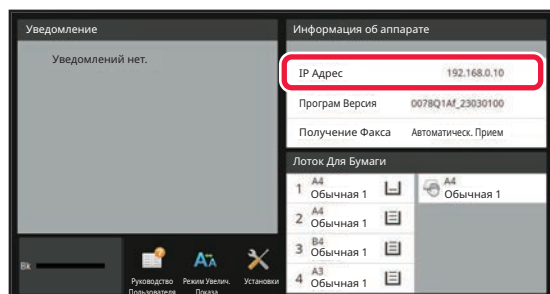 Уведомление
Уведомлений нет.
Информация об аппарате
IP Адрес 192.168.0.10
Програм Версия 0078Q1Af_23030100
Получение Факса Автоматическ. Прием
Лоток Для Бумаги
1 A4 Обычная 1
A4 Обычная 1
2 A4 Обычная 1
3 B4 Обычная 1
4 A3 Обычная 1
Bk
Руководство Пользователя
Режим Увелич. Показа
Установки